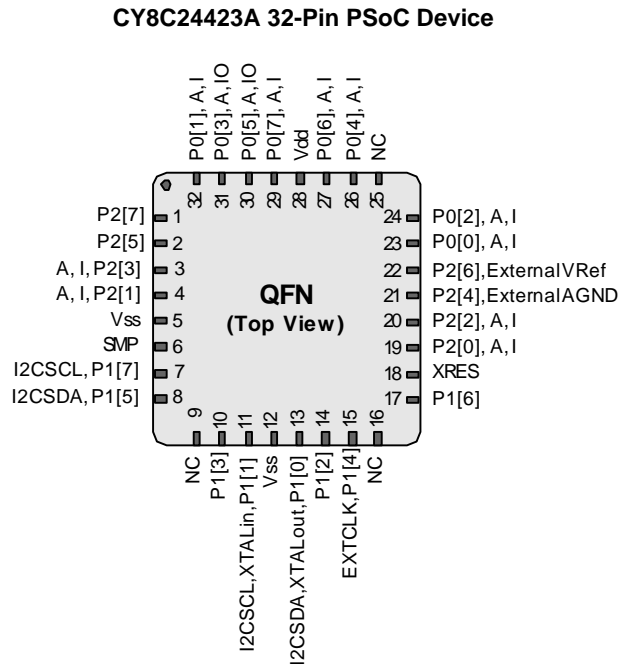 CY8C24423A 32-Pin PSoC Device
P0[1], A, I
P0[3], A, IO
P0[5], A, IO
P0[7], A, I
Vdd
P0[6], A, I
P0[4], A, I
NC
32
31
30
29
28
27
26
25
P2[7] 1
P2[5] 2
A, I, P2[3] 3
A, I, P2[1] 4
Vss 5
SMP 6
I2CSCL, P1[7] 7
I2CSDA, P1[5] 8
QFN
(Top View)
24 P0[2], A, I
23 P0[0], A, I
22 P2[6], External VRef
21 P2[4], External AGND
20 P2[2], A, I
19 P2[0], A, I
18 XRES
17 P1[6]
9
10
11
12
13
14
15
16
NC
P1[3]
I2CSCL, XTALin, P1[1]
Vss
I2CSDA, XTALout, P1[0]
P1[2]
EXTCLK, P1[4]
NC